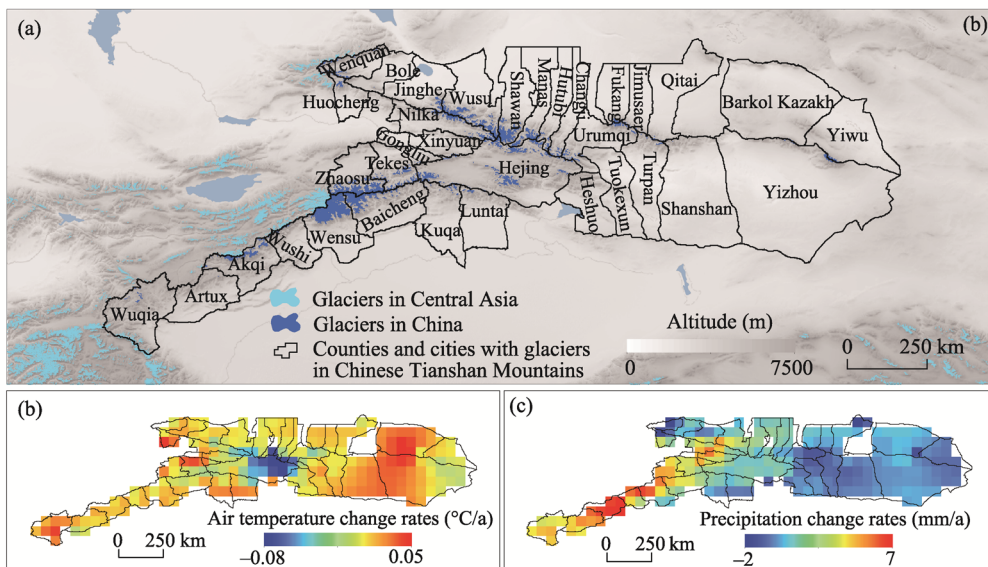 (a)
(b)
Wenquan
Bole
Jinghe
Huocheng
Wusu
Nilka
Shawan
Manas
Hutubi
Changji
Fukang
Jimusaer
Qitai
Barkol Kazakh
Yiwu
Urumqi
Xinyuan
Gongliu
Tekes
Zhaosu
Hejing
Heshuo
Tuokexun
Turpan
Shanshan
Yizhou
Baicheng
Luntai
Kuqa
Wensu
Wushi
Akqi
Artux
Wuqia
Glaciers in Central Asia
Glaciers in China
Counties and cities with glaciers
in Chinese Tianshan Mountains
Altitude (m)
0 7500
0 250 km
(b)
Air temperature change rates (°C/a)
0 250 km
−0.08 0.05
(c)
Precipitation change rates (mm/a)
0 250 km
−2 7